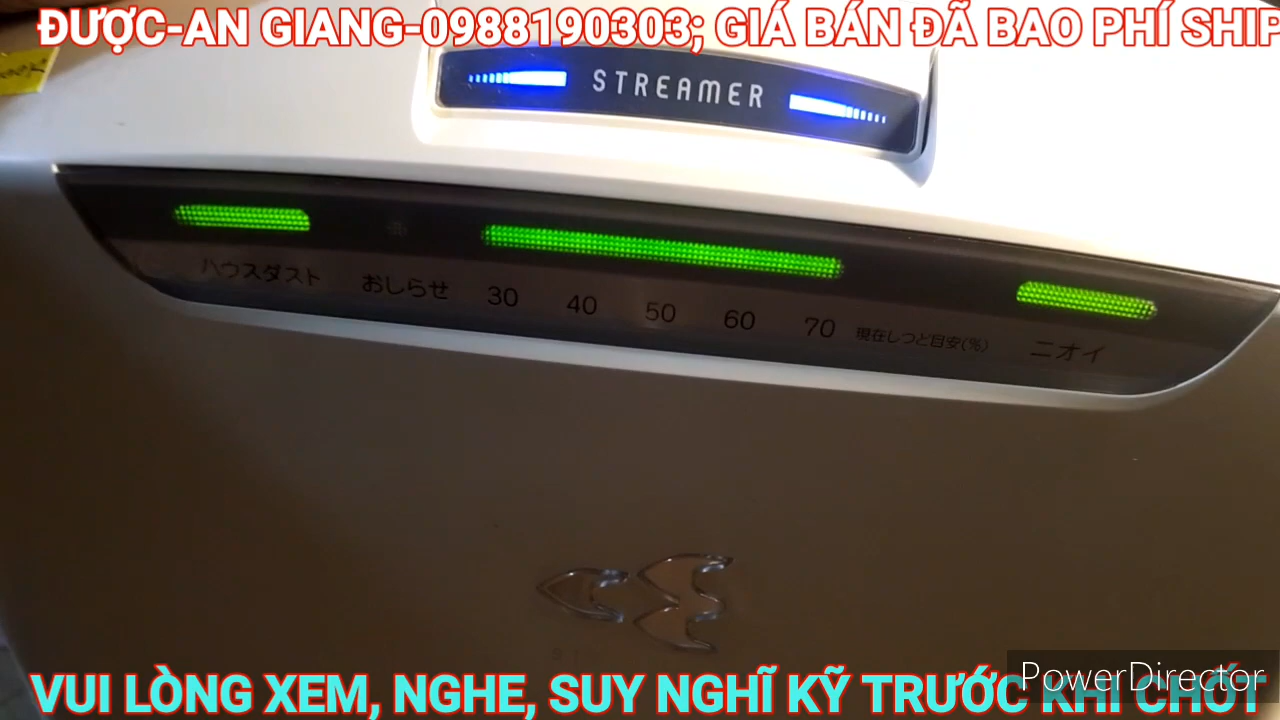 ĐƯỢC-AN GIANG-0988190303; GIÁ BÁN ĐÃ BAO PHÍ SHIP
STREAMER
ハウスダスト おしらせ 30 40 50 60 70 現在しつど目安(%) ニオイ
PowerDirector
VUI LÒNG XEM, NGHE, SUY NGHĨ KỸ TRƯỚC KHI CHỐT